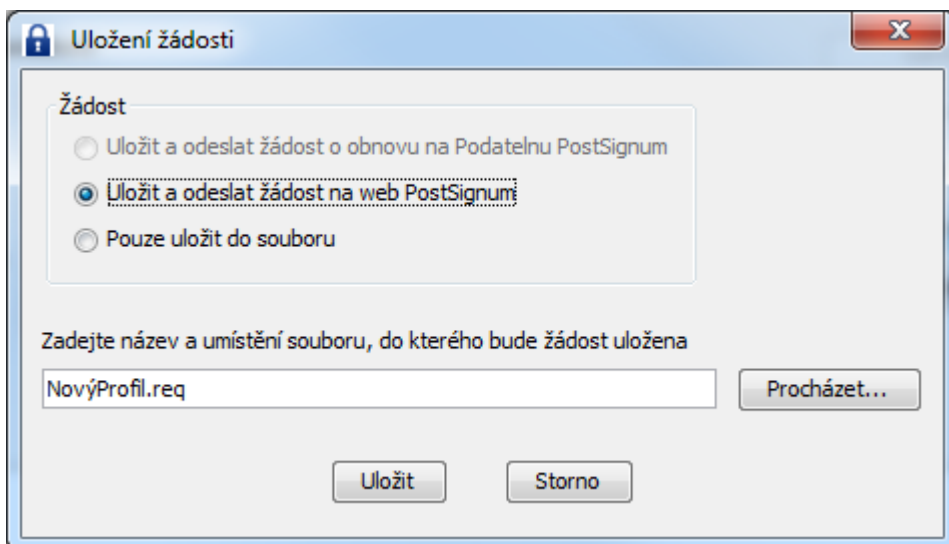 Uložení žádosti
Žádost
Uložit a odeslat žádost o obnovu na Podatelnu PostSignum
Uložit a odeslat žádost na web PostSignum
Pouze uložit do souboru
Zadejte název a umístění souboru, do kterého bude žádost uložena
NovýProfil.req
Procházet...
Uložit
Storno